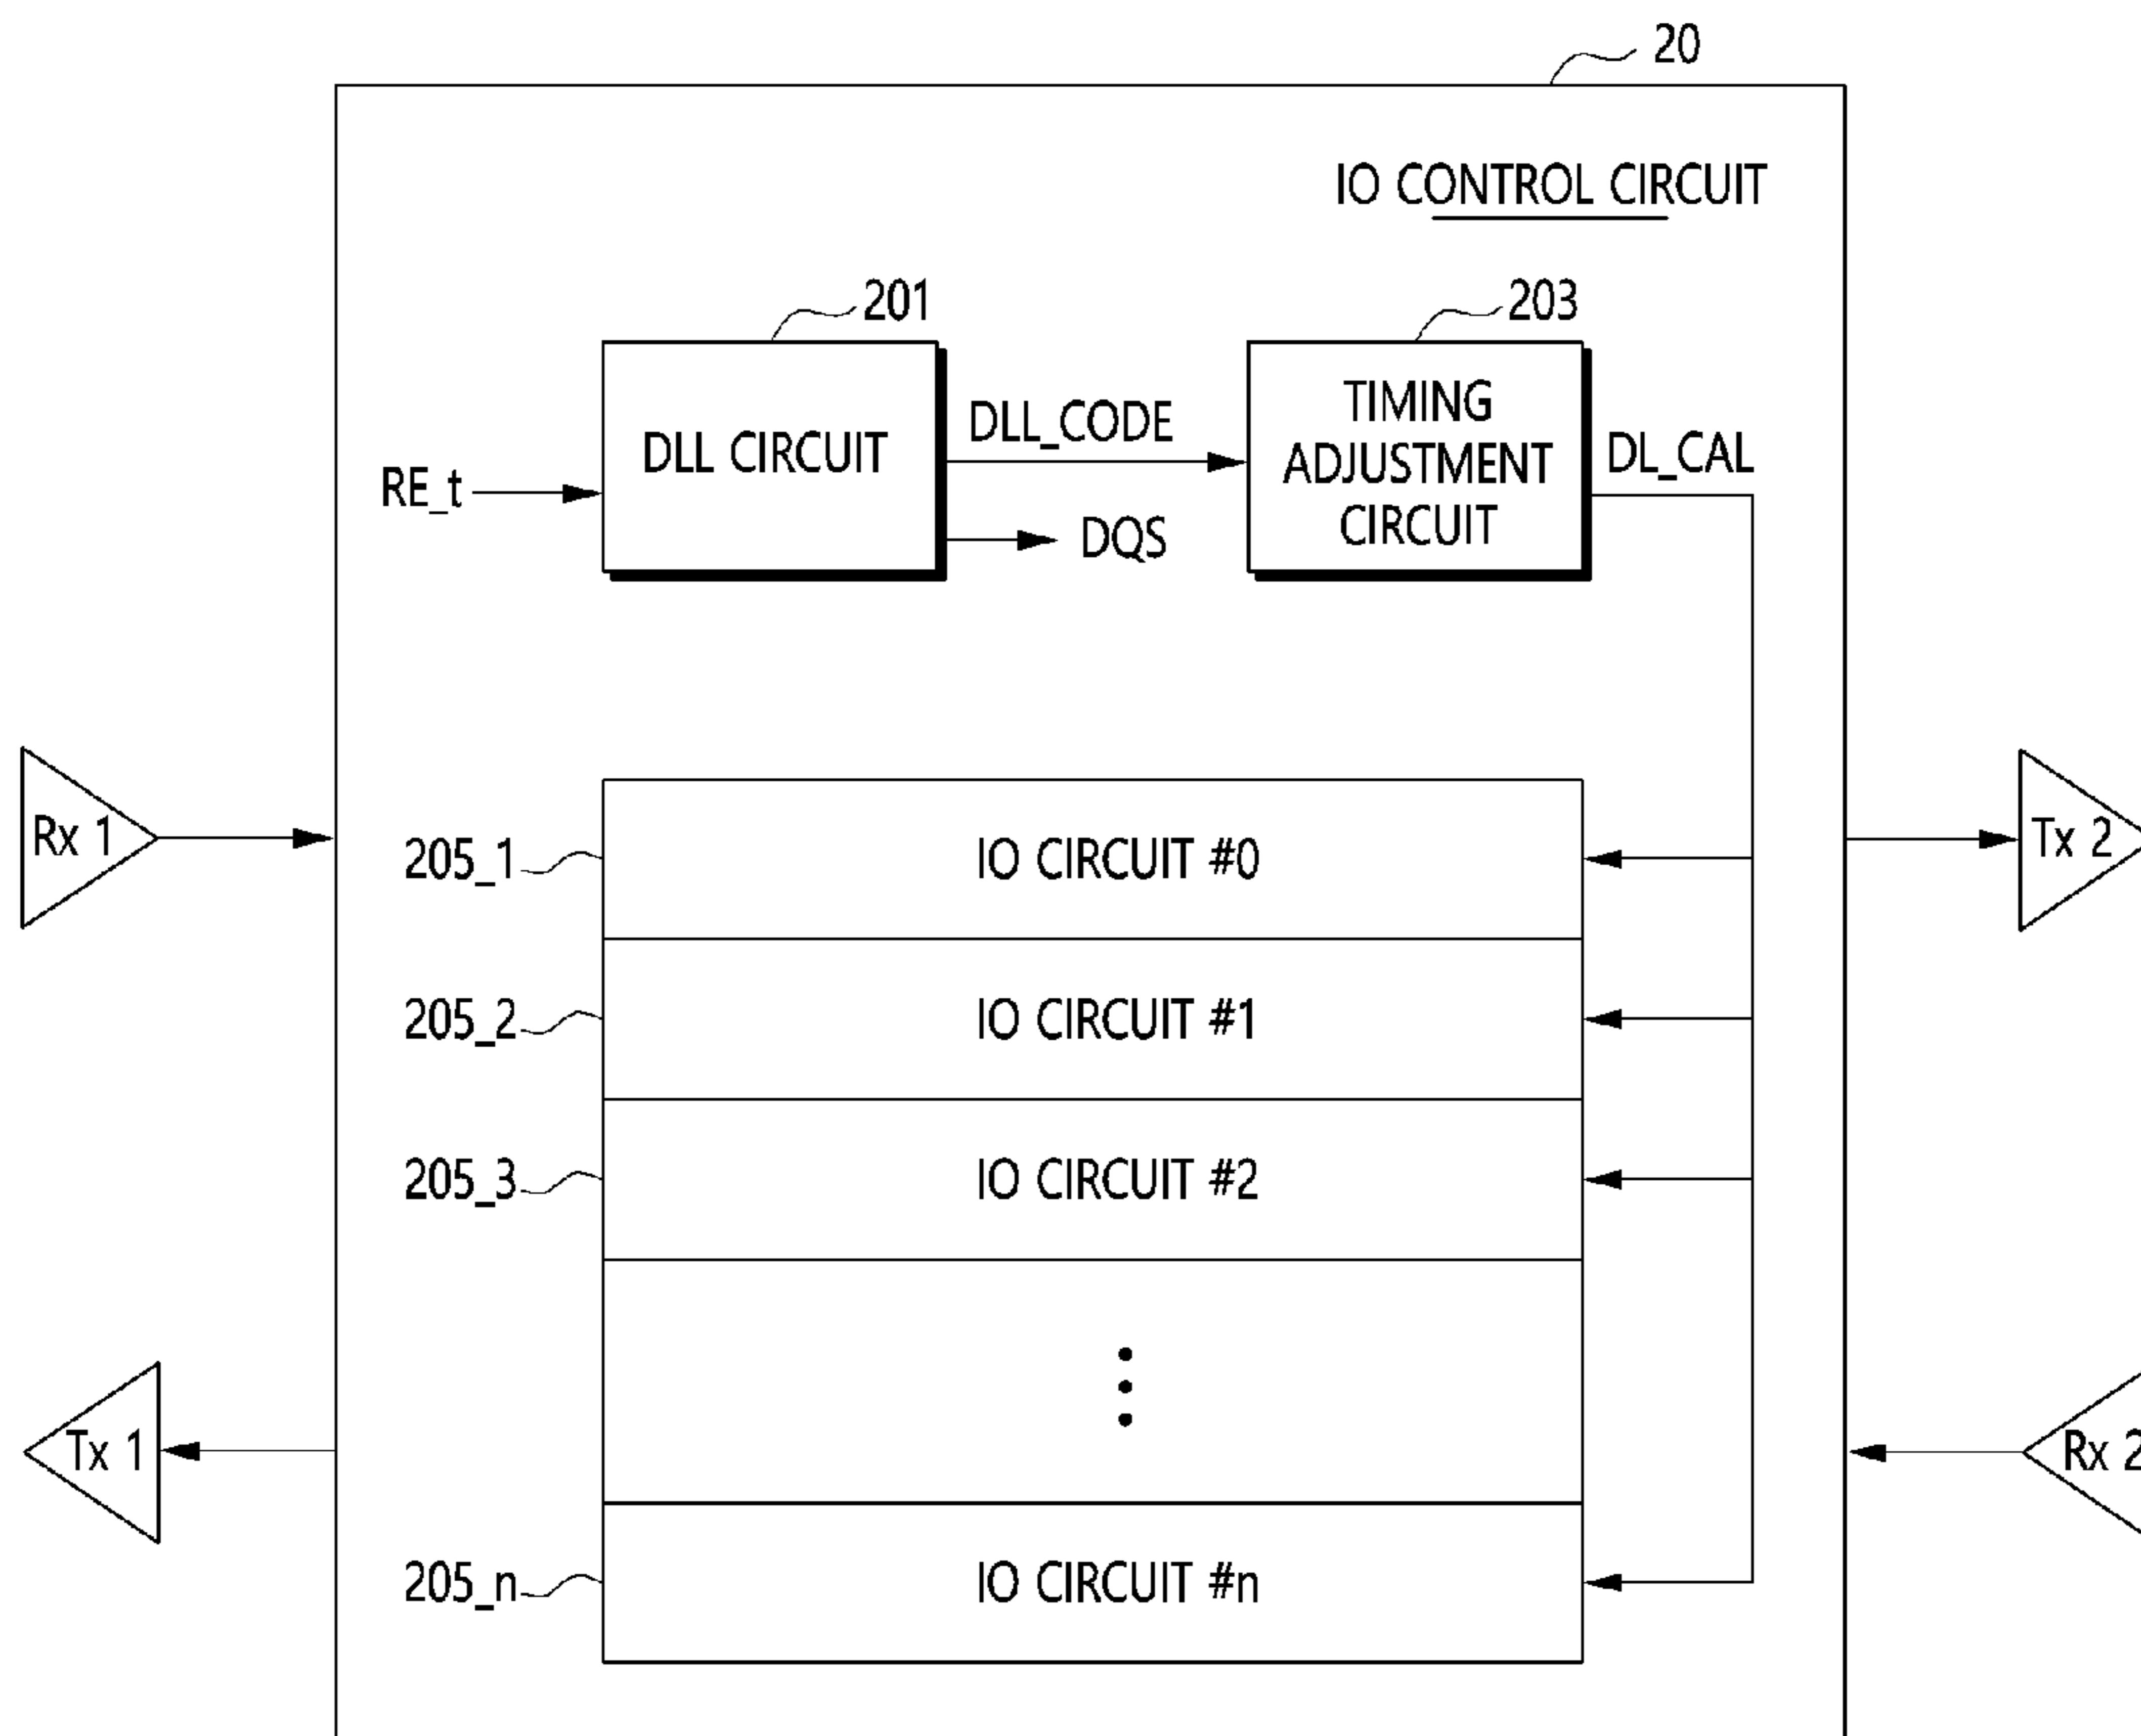 20
IO CONTROL CIRCUIT
201
203
DLL CIRCUIT
RE_t
DLL_CODE
DQS
TIMING
ADJUSTMENT
CIRCUIT
DL_CAL
Rx 1
Tx 2
205_1
IO CIRCUIT #0
205_2
IO CIRCUIT #1
205_3
IO CIRCUIT #2
Tx 1
Rx 2
205_n
IO CIRCUIT #n